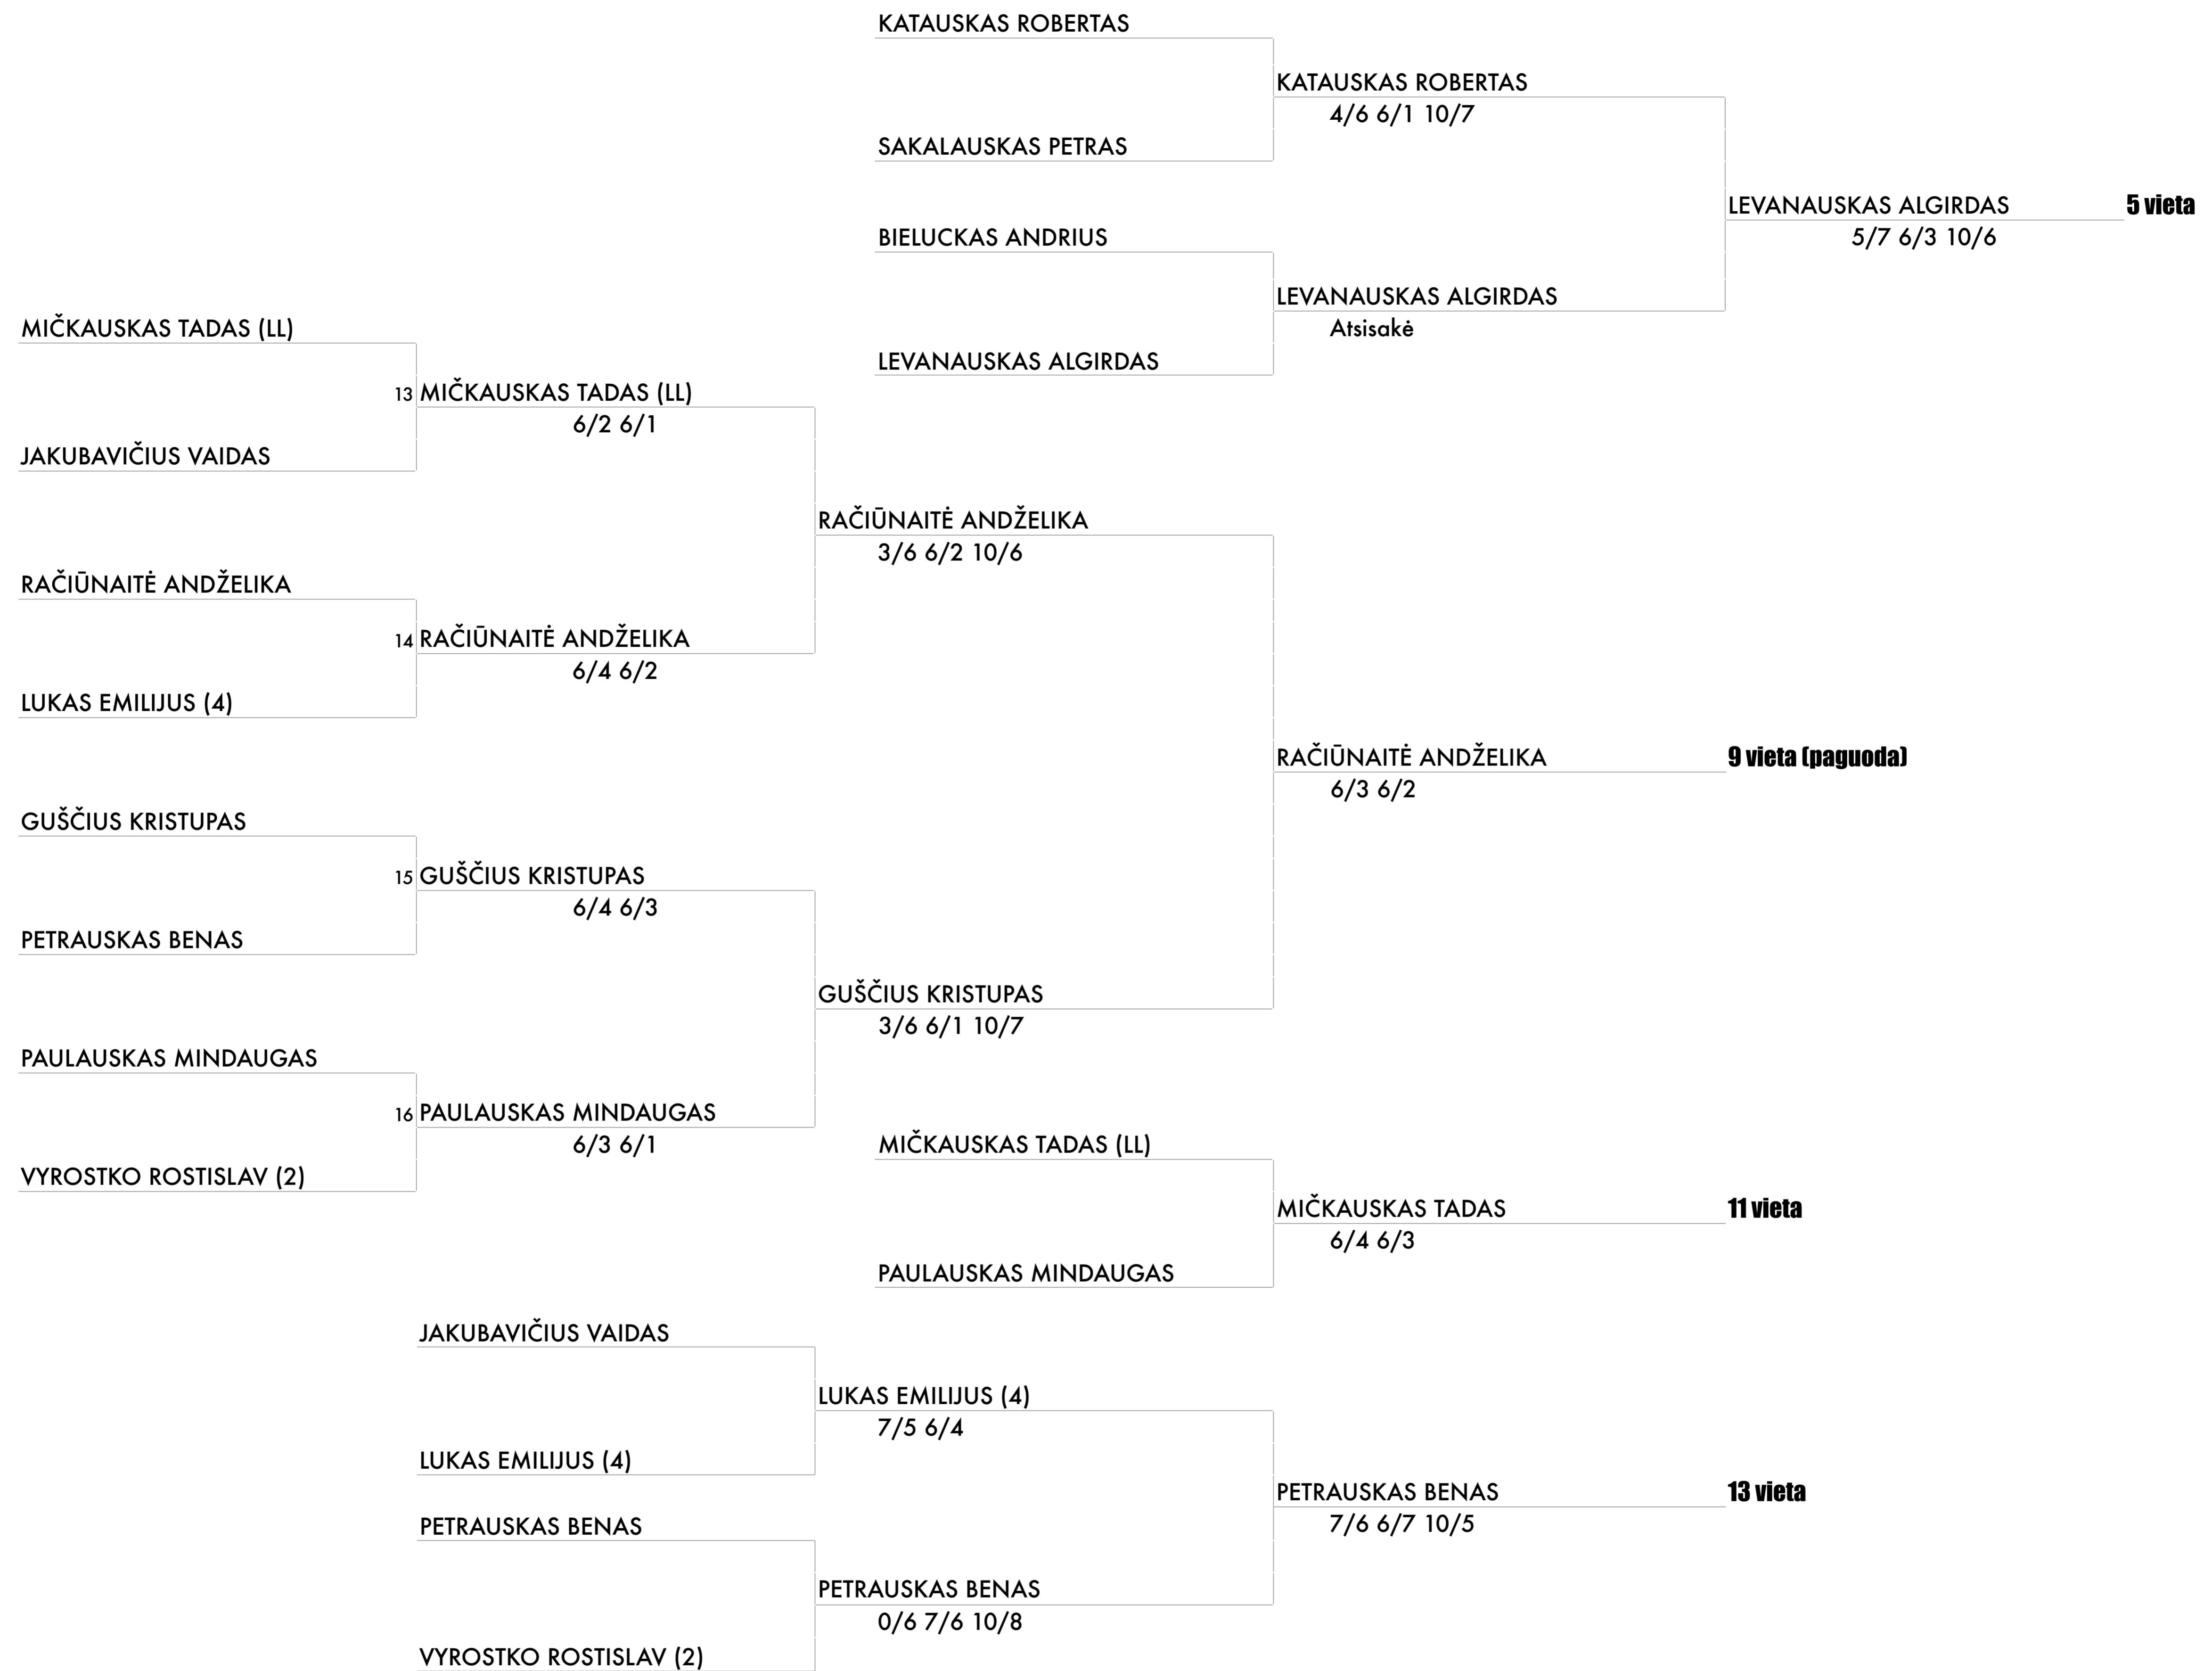 KATAUSKAS ROBERTAS
KATAUSKAS ROBERTAS
4/6 6/1 10/7
SAKALAUSKAS PETRAS
LEVANAUSKAS ALGIRDAS 5 vieta
5/7 6/3 10/6
BIELUCKAS ANDRIUS
LEVANAUSKAS ALGIRDAS
Atsisakė
LEVANAUSKAS ALGIRDAS
MIČKAUSKAS TADAS (LL)
13 MIČKAUSKAS TADAS (LL)
6/2 6/1
JAKUBAVIČIUS VAIDAS
RAČIŪNAITĖ ANDŽELIKA
3/6 6/2 10/6
RAČIŪNAITĖ ANDŽELIKA
14 RAČIŪNAITĖ ANDŽELIKA
6/4 6/2
LUKAS EMILIJUS (4)
RAČIŪNAITĖ ANDŽELIKA 9 vieta (paguoda)
6/3 6/2
GUŠČIUS KRISTUPAS
15 GUŠČIUS KRISTUPAS
6/4 6/3
PETRAUSKAS BENAS
GUŠČIUS KRISTUPAS
3/6 6/1 10/7
PAULAUSKAS MINDAUGAS
16 PAULAUSKAS MINDAUGAS
6/3 6/1
VYROSTKO ROSTISLAV (2)
MIČKAUSKAS TADAS (LL)
MIČKAUSKAS TADAS 11 vieta
6/4 6/3
PAULAUSKAS MINDAUGAS
JAKUBAVIČIUS VAIDAS
LUKAS EMILIJUS (4)
7/5 6/4
LUKAS EMILIJUS (4)
PETRAUSKAS BENAS 13 vieta
7/6 6/7 10/5
PETRAUSKAS BENAS
PETRAUSKAS BENAS
0/6 7/6 10/8
VYROSTKO ROSTISLAV (2)